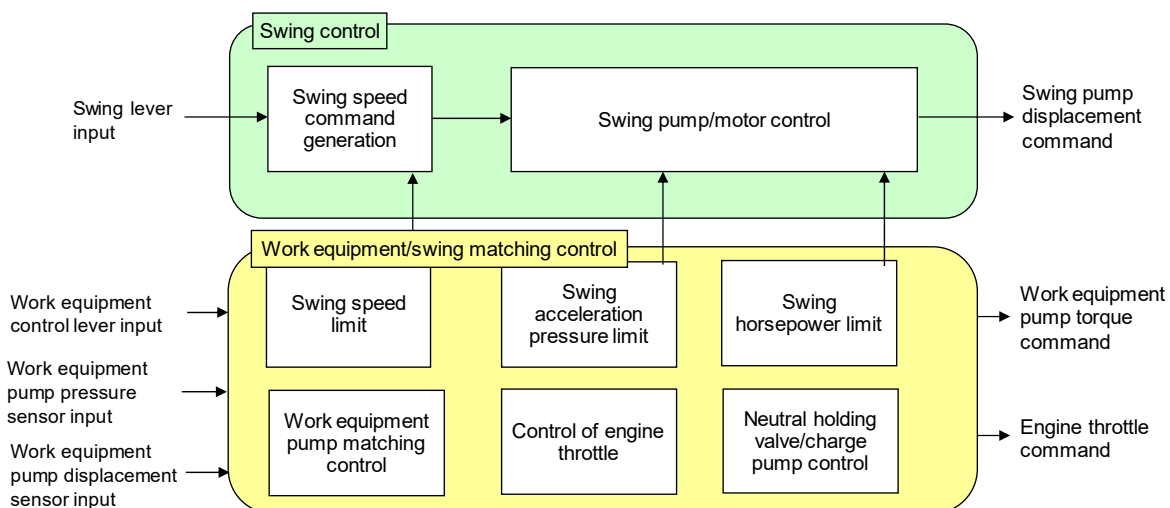 Swing control
Swing lever
input
Swing speed
command
generation
Swing pump/motor control
Swing pump
displacement
command
Work equipment/swing matching control
Work equipment
control lever input
Work equipment
pump pressure
sensor input
Work equipment
pump displacement
sensor input
Swing speed
limit
Swing
acceleration
pressure limit
Swing
horsepower limit
Work equipment
pump matching
control
Control of engine
throttle
Neutral holding
valve/charge
pump control
Work equipment
pump torque
command
Engine throttle
command